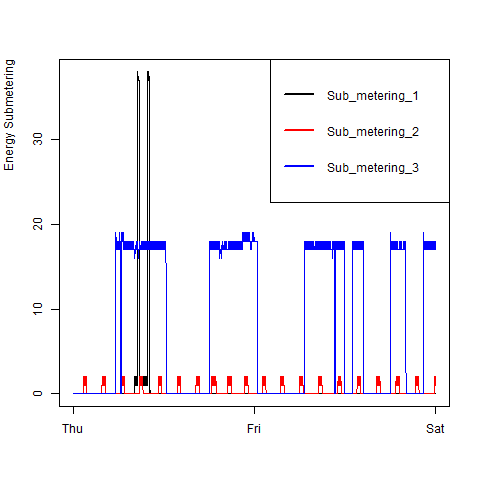 Energy Submetering
30
20
10
0
Sub_metering_1
Sub_metering_2
Sub_metering_3
Thu Fri Sat